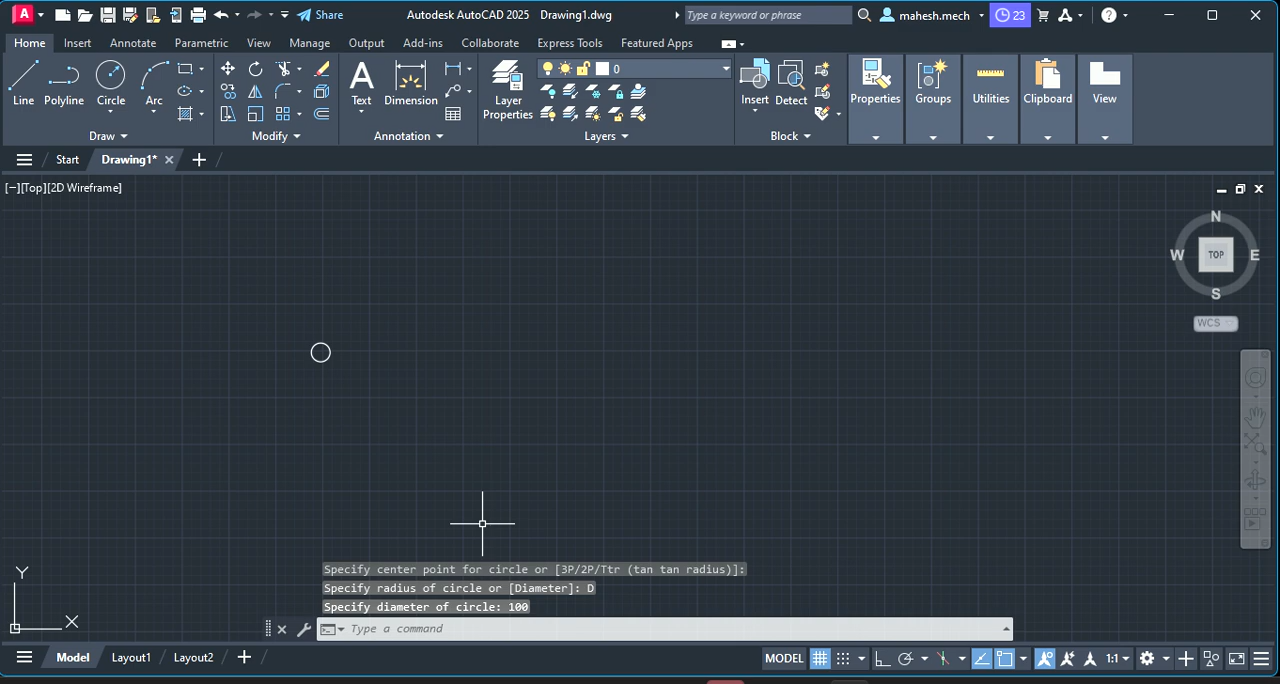 A Share Autodesk AutoCAD 2025 Drawing1.dwg Type a keyword or phrase mahesh.mech 23
Home Insert Annotate Parametric View Manage Output Add-ins Collaborate Express Tools Featured Apps
0
Line Polyline Circle Arc A Text Dimension Layer Properties Insert Detect Properties Groups Utilities Clipboard View
Draw Modify Annotation Layers Block
Start Drawing1*
[−][Top][2D Wireframe]
N
W TOP E
S
WCS
Specify center point for circle or [3P/2P/Ttr (tan tan radius)]:
Y
Specify radius of circle or [Diameter]: D
Specify diameter of circle: 100
X
Type a command
Model Layout1 Layout2 MODEL 1:1